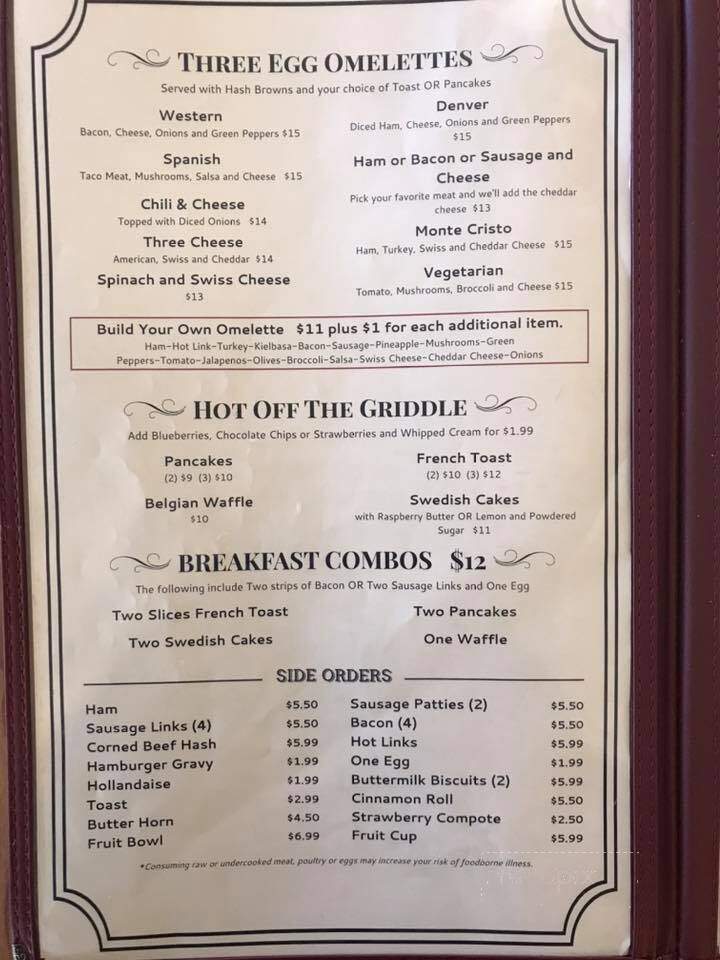 THREE EGG OMELETTES
Served with Hash Browns and your choice of Toast OR Pancakes
Western
Bacon, Cheese, Onions and Green Peppers $15
Spanish
Taco Meat, Mushrooms, Salsa and Cheese $15
Chili & Cheese
Topped with Diced Onions $14
Three Cheese
American, Swiss and Cheddar $14
Spinach and Swiss Cheese
$13
Denver
Diced Ham, Cheese, Onions and Green Peppers
$15
Ham or Bacon or Sausage and
Cheese
Pick your favorite meat and we'll add the cheddar
cheese $13
Monte Cristo
Ham, Turkey, Swiss and Cheddar Cheese $15
Vegetarian
Tomato, Mushrooms, Broccoli and Cheese $15
Build Your Own Omelette $11 plus $1 for each additional item.
Ham-Hot Link-Turkey-Kielbasa-Bacon-Sausage-Pineapple-Mushrooms-Green
Peppers-Tomato-Jalapenos-Olives-Broccoli-Salsa-Swiss Cheese-Cheddar Cheese-Onions
HOT OFF THE GRIDDLE
Add Blueberries, Chocolate Chips or Strawberries and Whipped Cream for $1.99
Pancakes
(2) $9 (3) $10
Belgian Waffle
$10
French Toast
(2) $10 (3) $12
Swedish Cakes
with Raspberry Butter OR Lemon and Powdered
Sugar $11
BREAKFAST COMBOS $12
The following include Two strips of Bacon OR Two Sausage Links and One Egg
Two Slices French Toast
Two Swedish Cakes
Two Pancakes
One Waffle
SIDE ORDERS
Ham $5.50
Sausage Links (4) $5.50
Corned Beef Hash $5.99
Hamburger Gravy $1.99
Hollandaise $1.99
Toast $2.99
Butter Horn $4.50
Fruit Bowl $6.99
Sausage Patties (2) $5.50
Bacon (4) $5.50
Hot Links $5.99
One Egg $1.99
Buttermilk Biscuits (2) $5.99
Cinnamon Roll $5.50
Strawberry Compote $2.50
Fruit Cup $5.99
*Consuming raw or undercooked meat, poultry or eggs may increase your risk of foodborne illness.